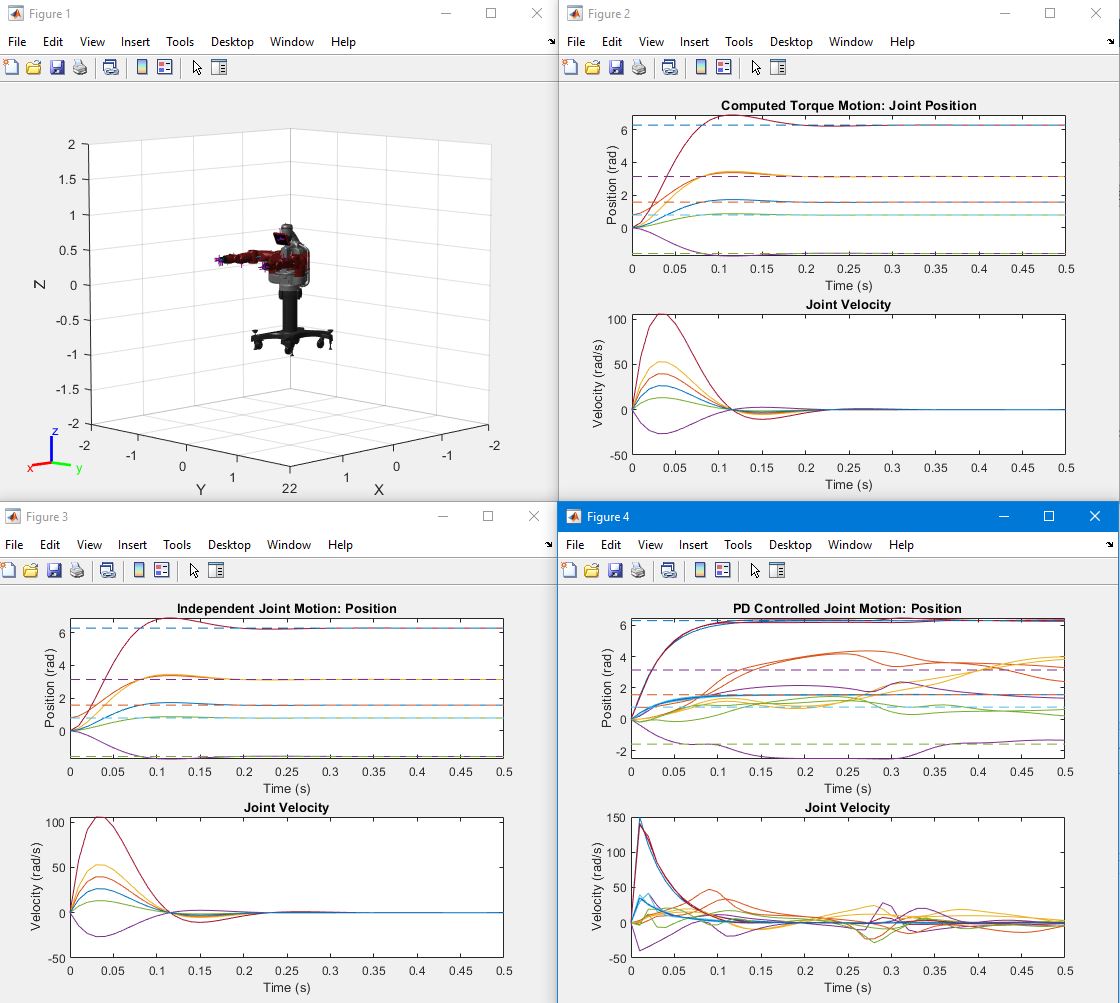 Figure 1
File Edit View Insert Tools Desktop Window Help
2
1.5
1
0.5
0
-0.5
-1
-1.5
-2
Z
-2 -1 0 1 22 1 0 -1 -2
Y X
z
x y
Figure 2
File Edit View Insert Tools Desktop Window Help
Computed Torque Motion: Joint Position
Position (rad)
6
4
2
0
0 0.05 0.1 0.15 0.2 0.25 0.3 0.35 0.4 0.45 0.5
Time (s)
Joint Velocity
Velocity (rad/s)
100
50
0
-50
0 0.05 0.1 0.15 0.2 0.25 0.3 0.35 0.4 0.45 0.5
Time (s)
Figure 3
File Edit View Insert Tools Desktop Window Help
Independent Joint Motion: Position
Position (rad)
6
4
2
0
0 0.05 0.1 0.15 0.2 0.25 0.3 0.35 0.4 0.45 0.5
Time (s)
Joint Velocity
Velocity (rad/s)
100
50
0
-50
0 0.05 0.1 0.15 0.2 0.25 0.3 0.35 0.4 0.45 0.5
Time (s)
Figure 4
File Edit View Insert Tools Desktop Window Help
PD Controlled Joint Motion: Position
Position (rad)
6
4
2
0
-2
0 0.05 0.1 0.15 0.2 0.25 0.3 0.35 0.4 0.45 0.5
Time (s)
Joint Velocity
Velocity (rad/s)
150
100
50
0
-50
0 0.05 0.1 0.15 0.2 0.25 0.3 0.35 0.4 0.45 0.5
Time (s)